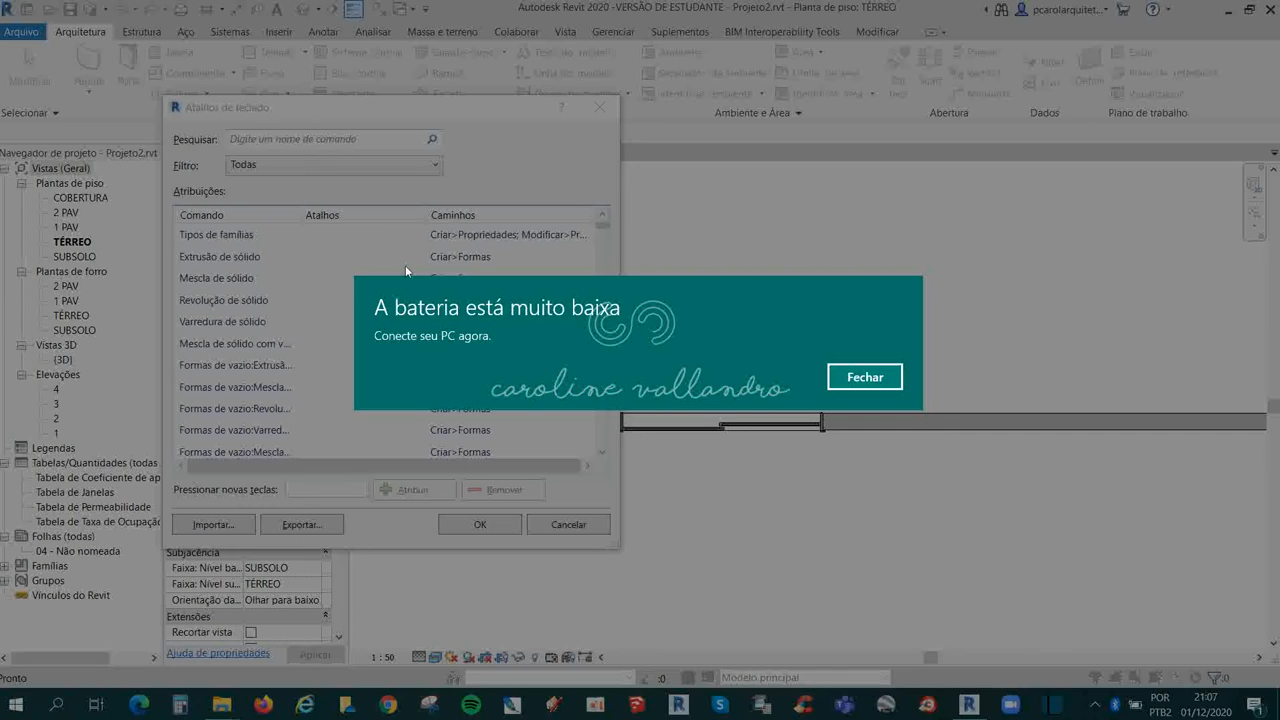 Autodesk Revit 2020 -VERSÃO DE ESTUDANTE - Projeto2.rvt - Planta de piso: TÉRREO
pcarolarquitet...
Arquivo Arquitetura Estrutura Aço Sistemas Inserir Anotar Analisar Massa e terreno Colaborar Vista Vista Gerenciar Suplementos BIM Interoperability Tools Modificar
Selecionar
Ambiente e Área
Abertura
Dados
Plano de trabalho
Navegador de projeto - Projeto2.rvt
Vistas (Geral)
Plantas de piso
COBERTURA
2 PAV
1 PAV
TÉRREO
SUBSOLO
Plantas de forro
2 PAV
1 PAV
TÉRREO
SUBSOLO
Vistas 3D
{3D}
Elevações
4
3
2
1
Legendas
Tabelas/Quantidades (todas
Tabela de Coeficiente de ap
Tabela de Janelas
Tabela de Permeabilidade
Tabela de Taxa de Ocupação
Folhas (todas)
04 - Não nomeada
Famílias
Grupos
Vínculos do Revit
Atalhos de teclado
Pesquisar: Digite um nome de comando
Filtro: Todas
Atribuições:
Comando Atalhos Caminhos
Tipos de famílias Criar>Propriedades; Modificar>Pr...
Extrusão de sólido Criar>Formas
Mescla de sólido
Revolução de sólido
Varredura de sólido
Mescla de sólido com v...
Formas de vazio:Extrusã...
Formas de vazio:Mescla...
Formas de vazio:Revolu...
Formas de vazio:Varred... Criar>Formas
Formas de vazio:Mescla... Criar>Formas
Pressionar novas teclas: Atribuir Remover
Importar... Exportar... OK Cancelar
A bateria está muito baixa
Conecte seu PC agora.
caroline vallandro
Fechar
Subjacência
Faixa: Nível ba... SUBSOLO
Faixa: Nível su... TÉRREO
Orientação da... Olhar para baixo
Extensões
Recortar vista
Ajuda de propriedades Aplicar
1 : 50
Pronto
:0
Modelo principal
:0
POR
PTB2
21:07
01/12/2020